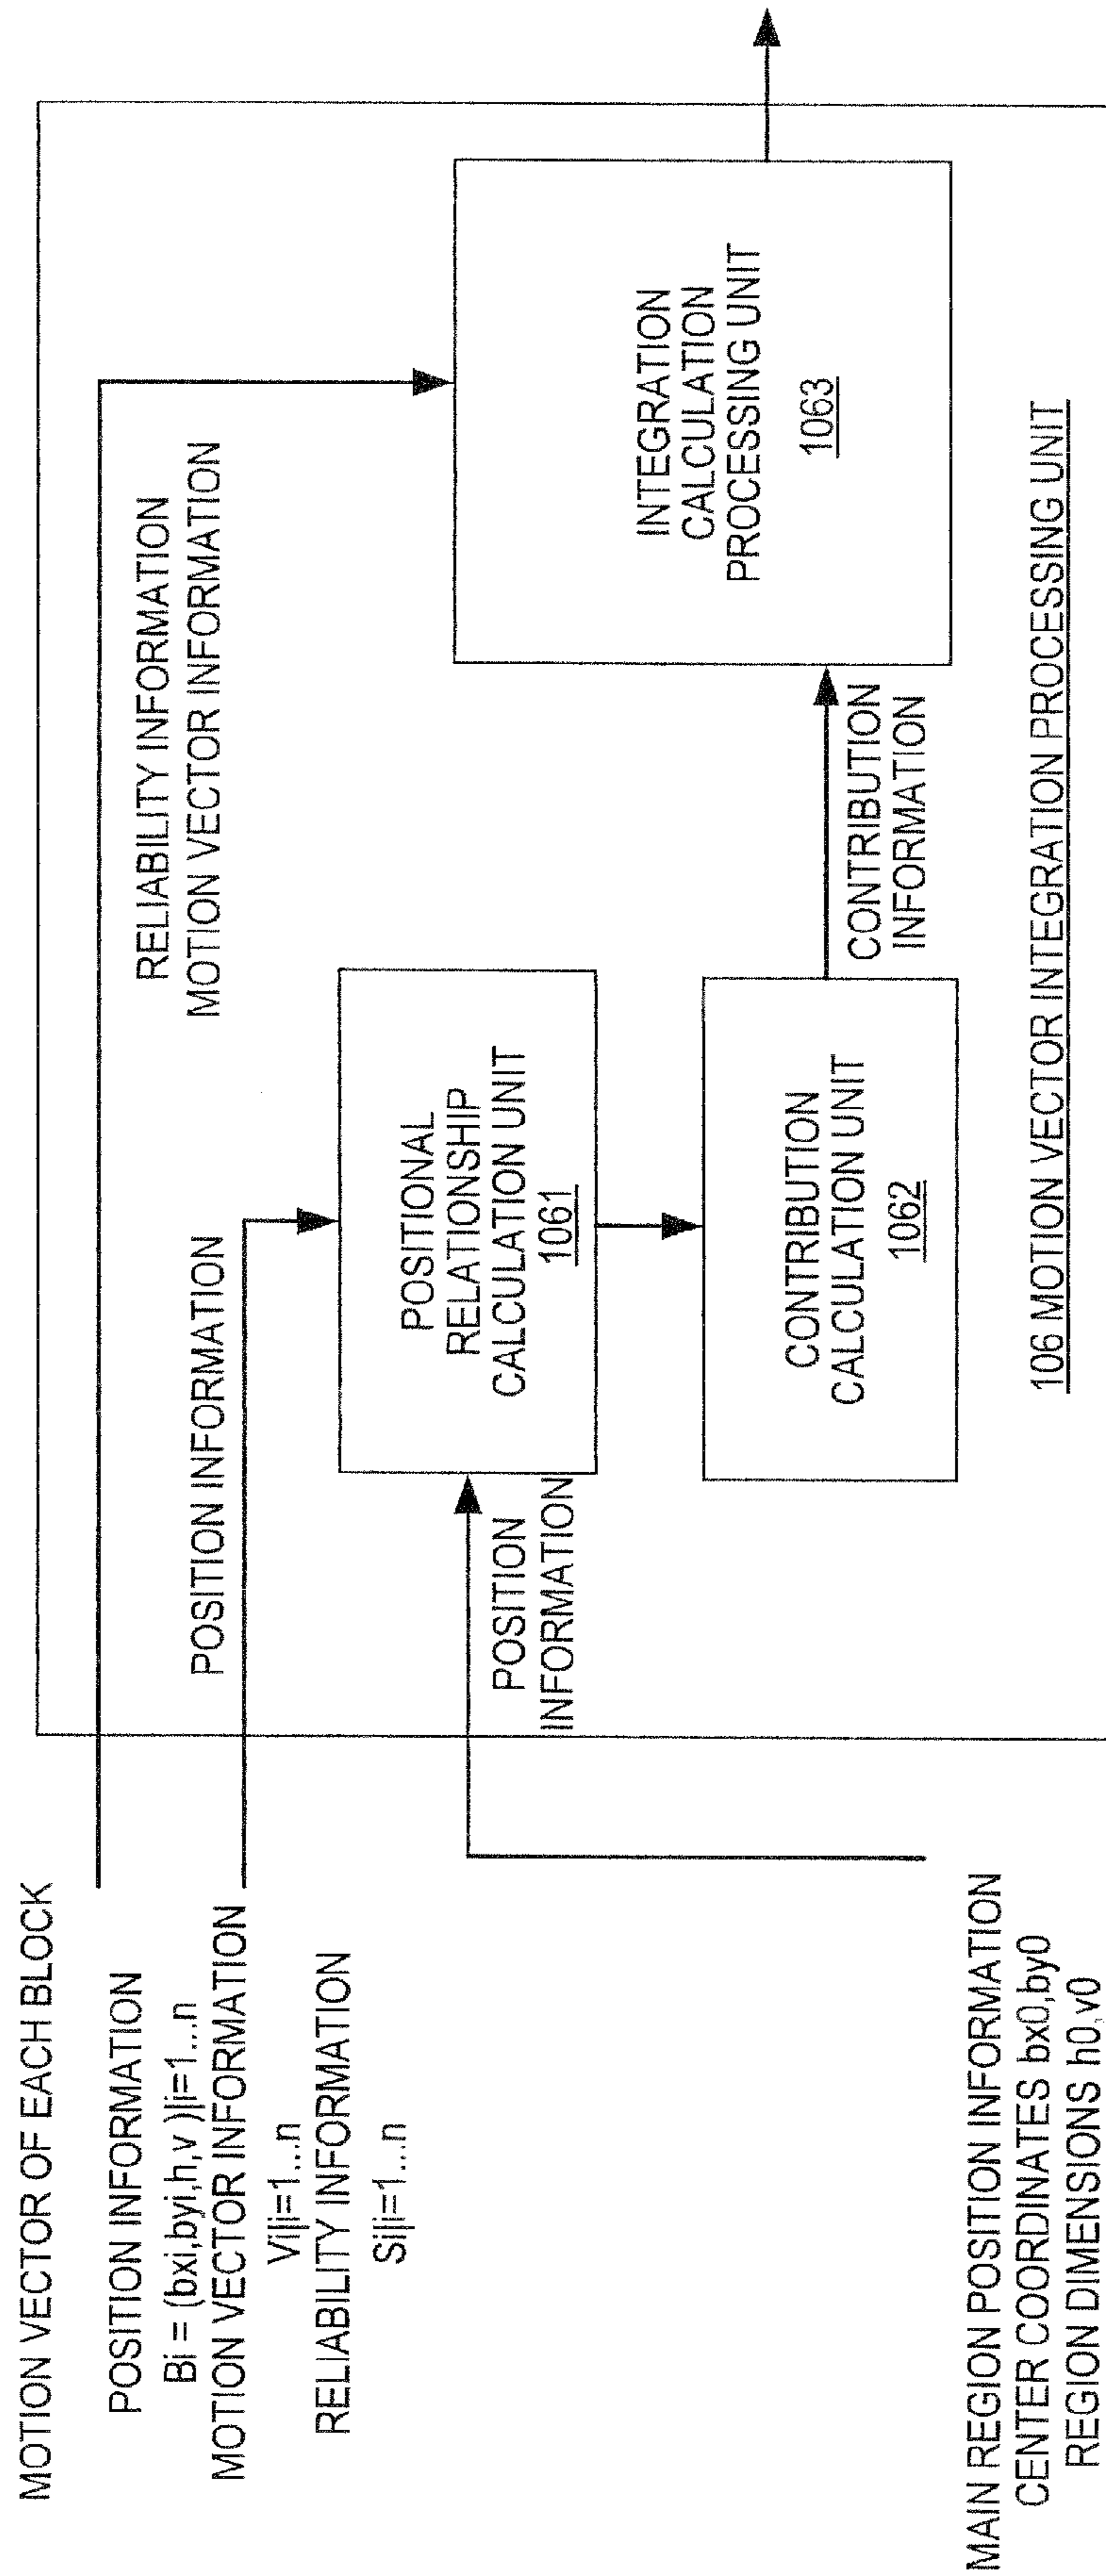 MOTION VECTOR OF EACH BLOCK
POSITION INFORMATION
Bi = (bxi,byi,h,v )|i=1...n
MOTION VECTOR INFORMATION
Vi|i=1...n
RELIABILITY INFORMATION
Si|i=1...n
MAIN REGION POSITION INFORMATION
CENTER COORDINATES bx0,by0
REGION DIMENSIONS h0,v0
RELIABILITY INFORMATION
MOTION VECTOR INFORMATION
POSITION INFORMATION
POSITION
INFORMATION
POSITIONAL
RELATIONSHIP
CALCULATION UNIT
1061
CONTRIBUTION
CALCULATION UNIT
1062
CONTRIBUTION
INFORMATION
INTEGRATION
CALCULATION
PROCESSING UNIT
1063
106 MOTION VECTOR INTEGRATION PROCESSING UNIT